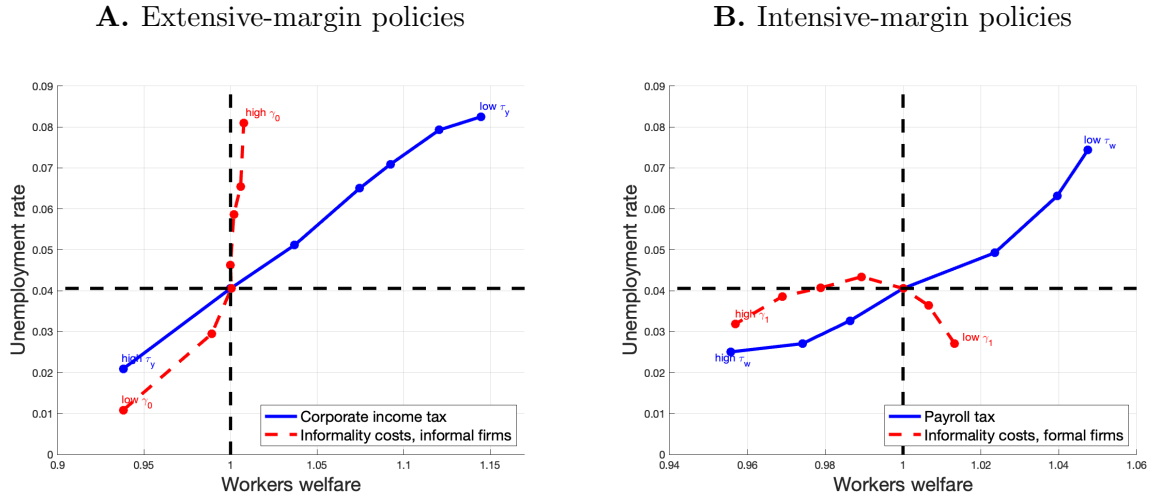 A. Extensive-margin policies
0.09
0.08
0.07
0.06
0.05
0.04
0.03
0.02
0.01
0
Unemployment rate
high γ0
low τy
high τy
low γ0
Corporate income tax
Informality costs, informal firms
0.9 0.95 1 1.05 1.1 1.15
Workers welfare
B. Intensive-margin policies
0.09
0.08
0.07
0.06
0.05
0.04
0.03
0.02
0.01
0
Unemployment rate
low τw
high γ1
low γ1
high τw
Payroll tax
Informality costs, formal firms
0.94 0.96 0.98 1 1.02 1.04 1.06
Workers welfare